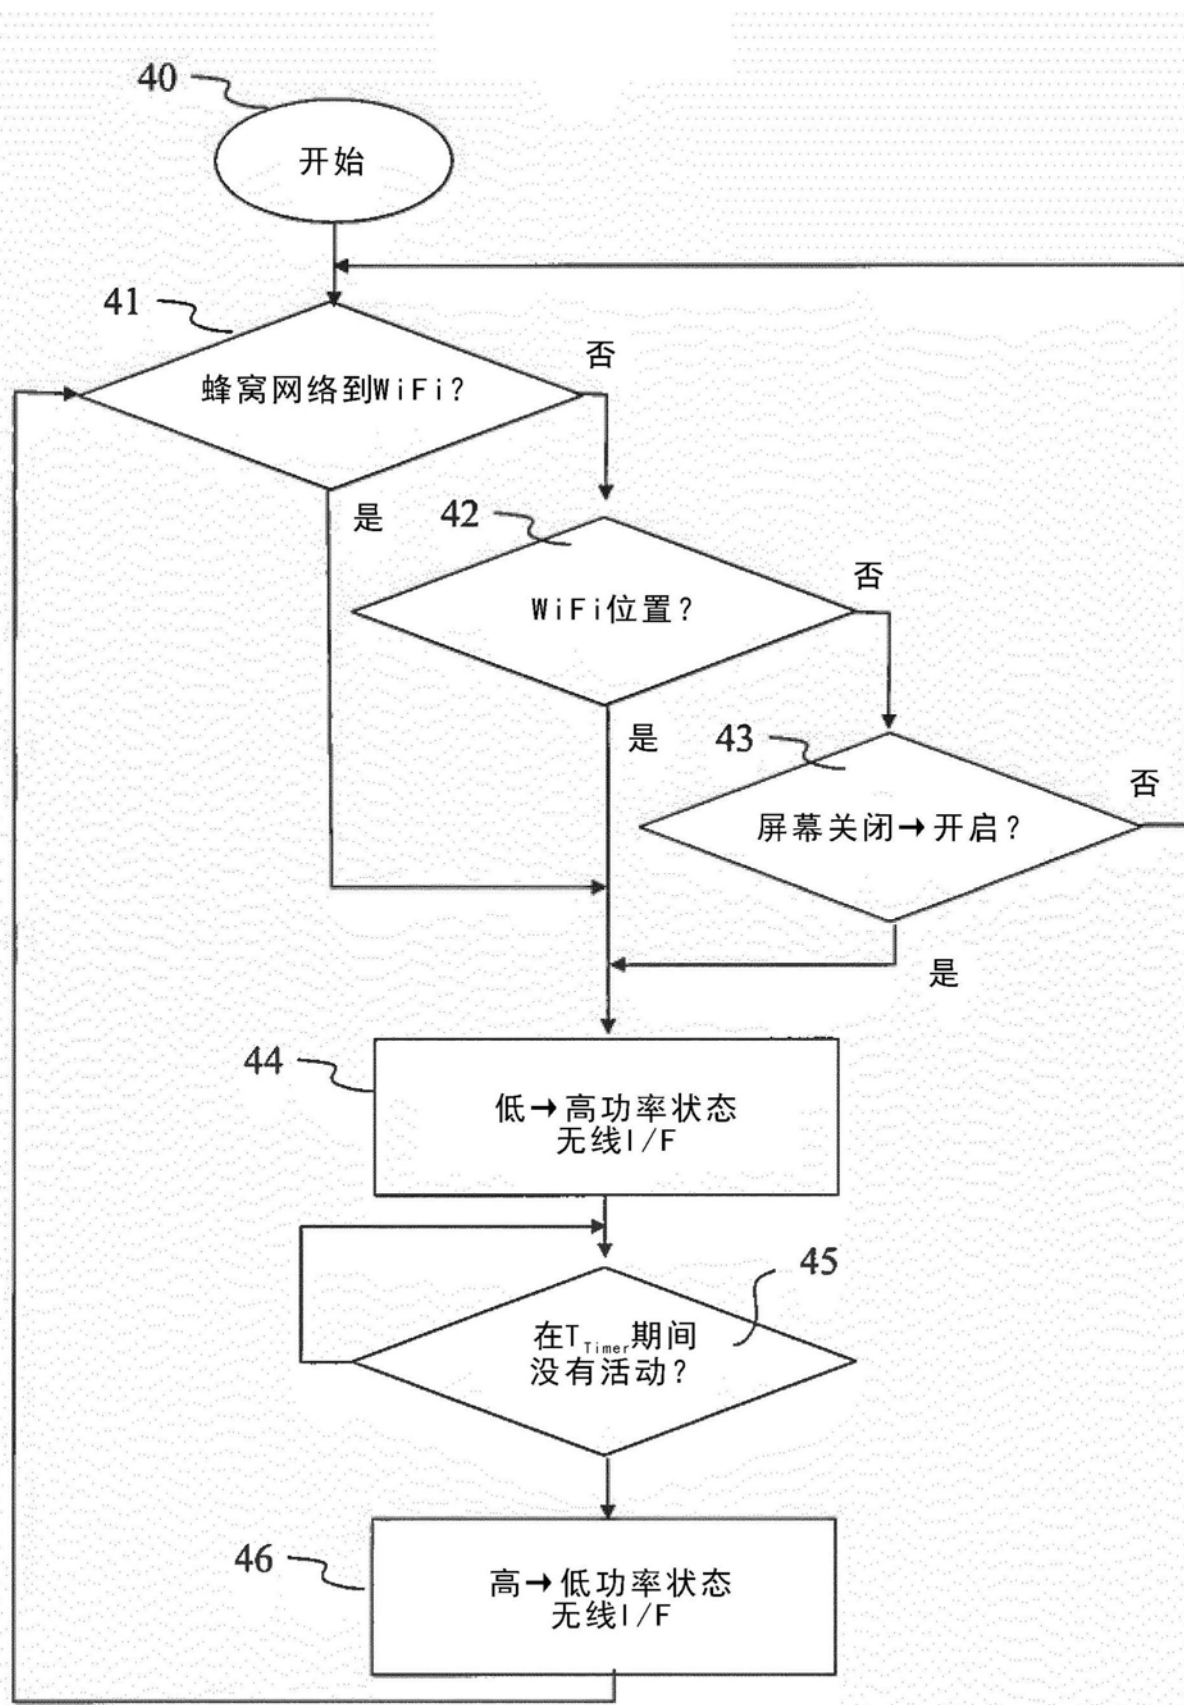 40
开始
41
蜂窝网络到WiFi?
否
是
42
WiFi位置?
否
是
43
屏幕关闭→开启?
否
是
44
低→高功率状态
无线I/F
45
在T_Timer期间
没有活动?
46
高→低功率状态
无线I/F